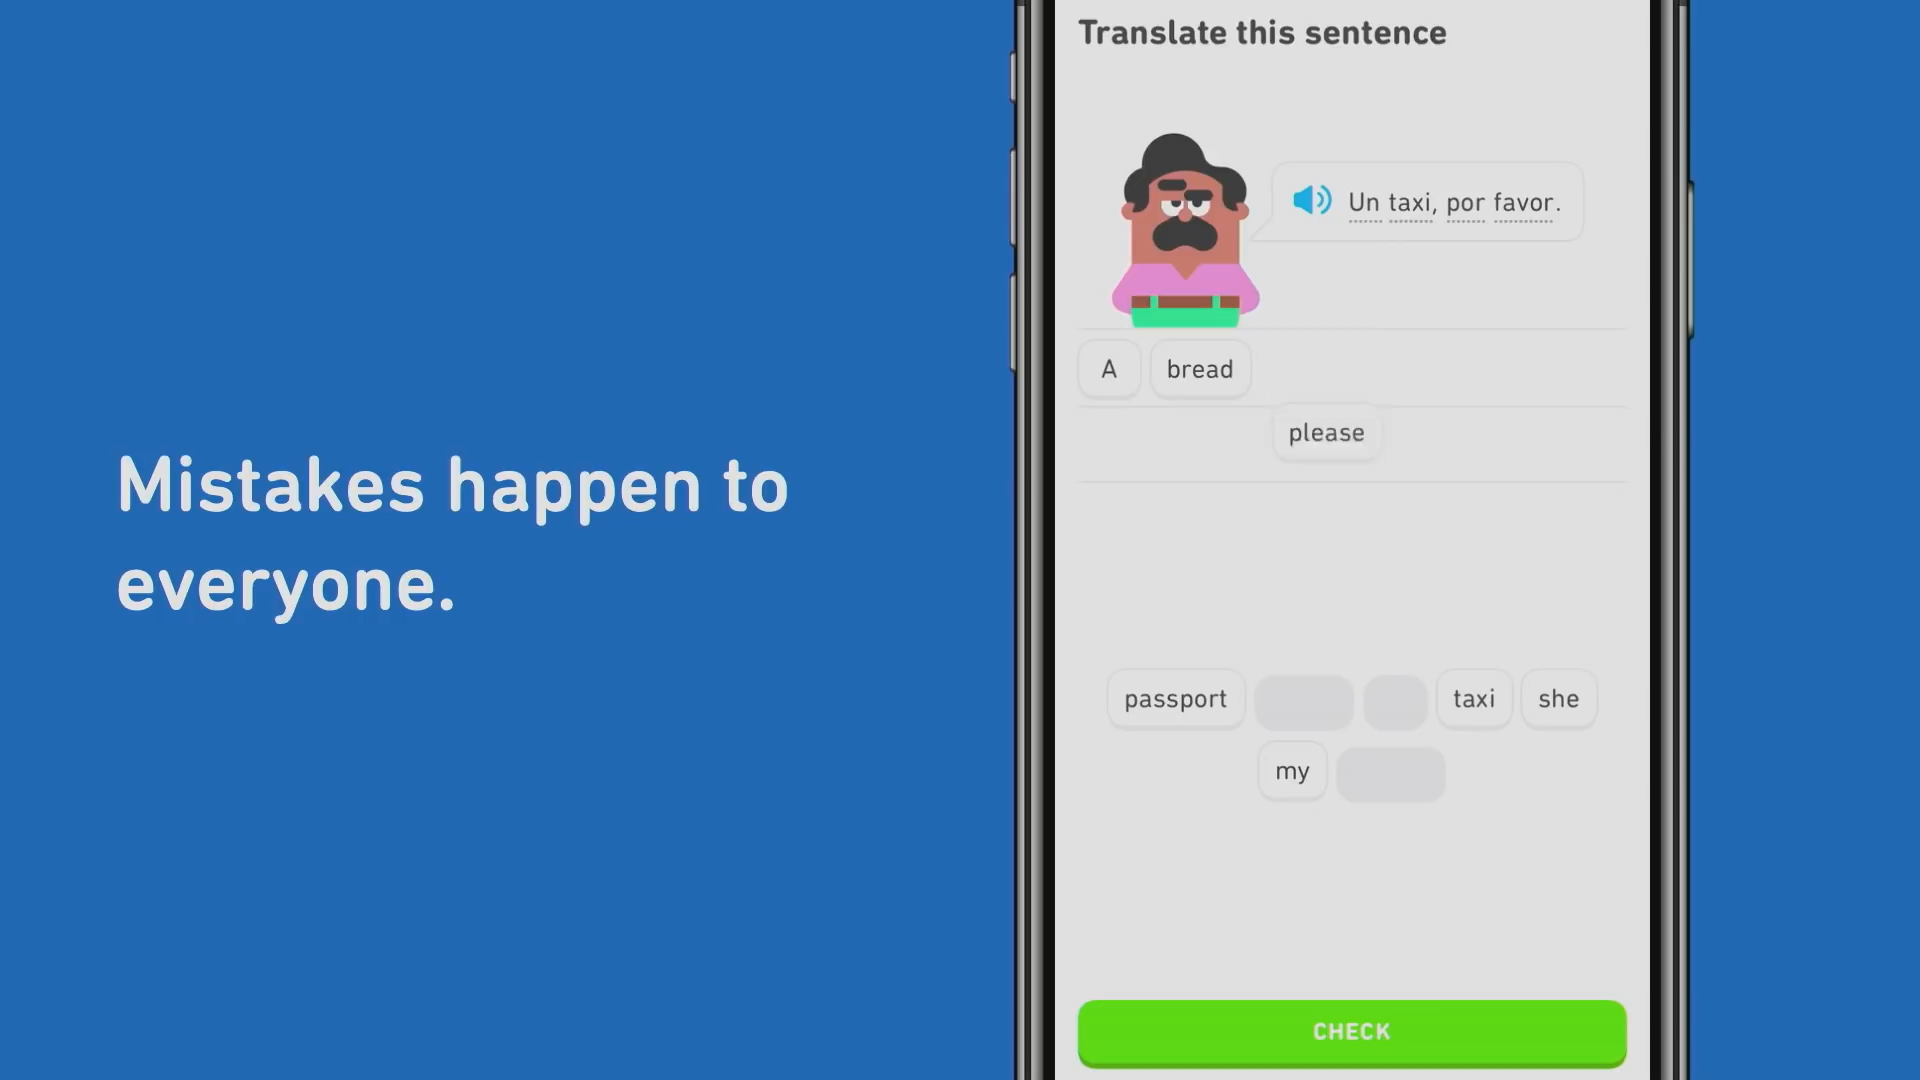 Mistakes happen to
everyone.
Translate this sentence
Un taxi, por favor.
A bread
please
passport taxi she
my
CHECK